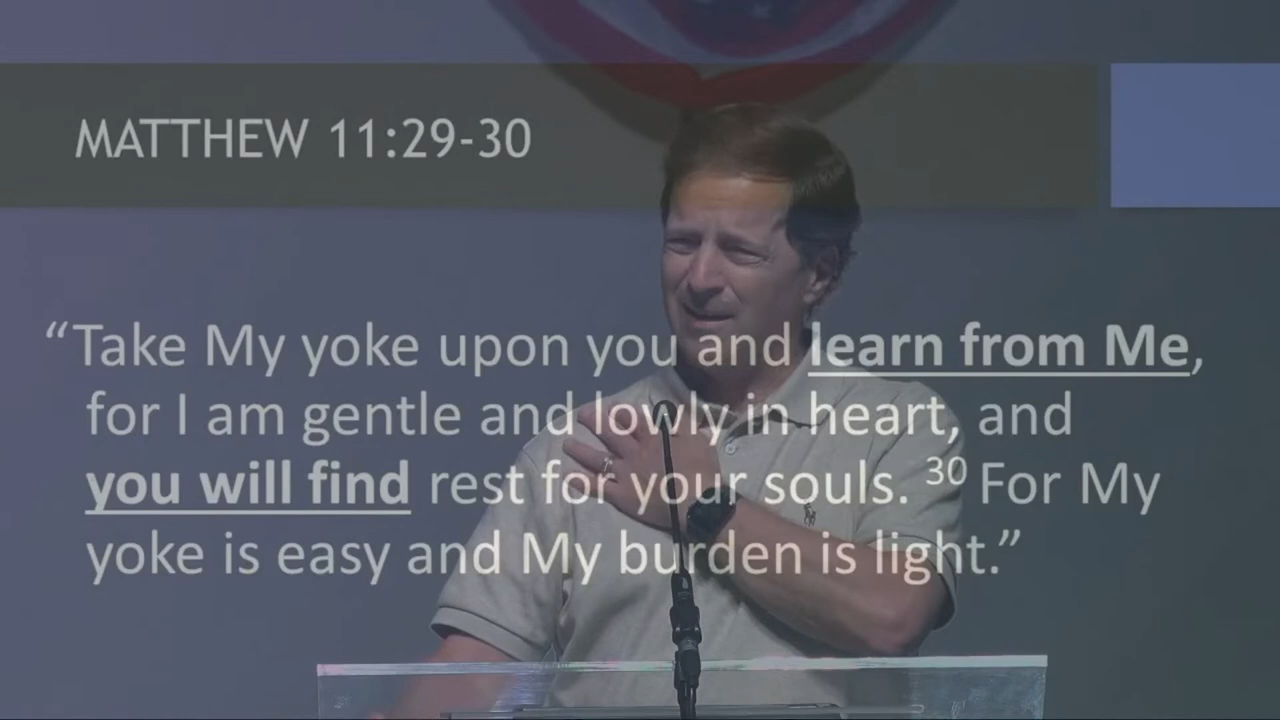 MATTHEW 11:29-30
“Take My yoke upon you and learn from Me,
for I am gentle and lowly in heart, and
you will find rest for your souls. 30 For My
yoke is easy and My burden is light.”